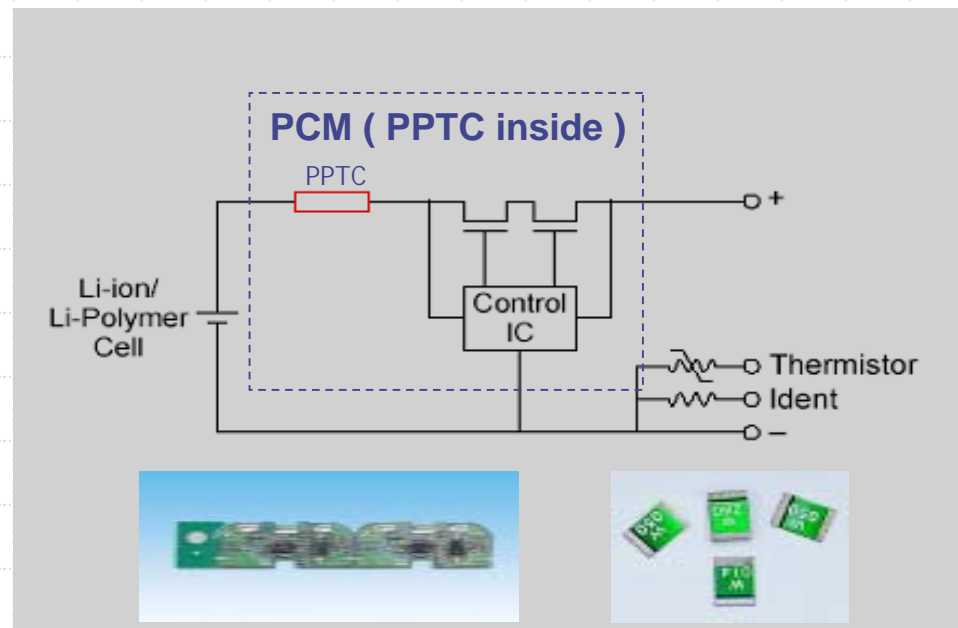 PCM ( PPTC inside )
PPTC
+
Li-ion/
Li-Polymer
Cell
Control
IC
Thermistor
Ident
−